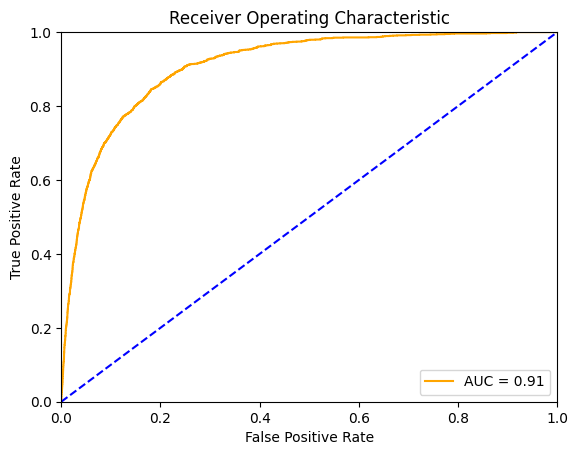 Receiver Operating Characteristic
1.0
0.8
0.6
0.4
0.2
0.0
True Positive Rate
AUC = 0.91
0.0 0.2 0.4 0.6 0.8 1.0
False Positive Rate